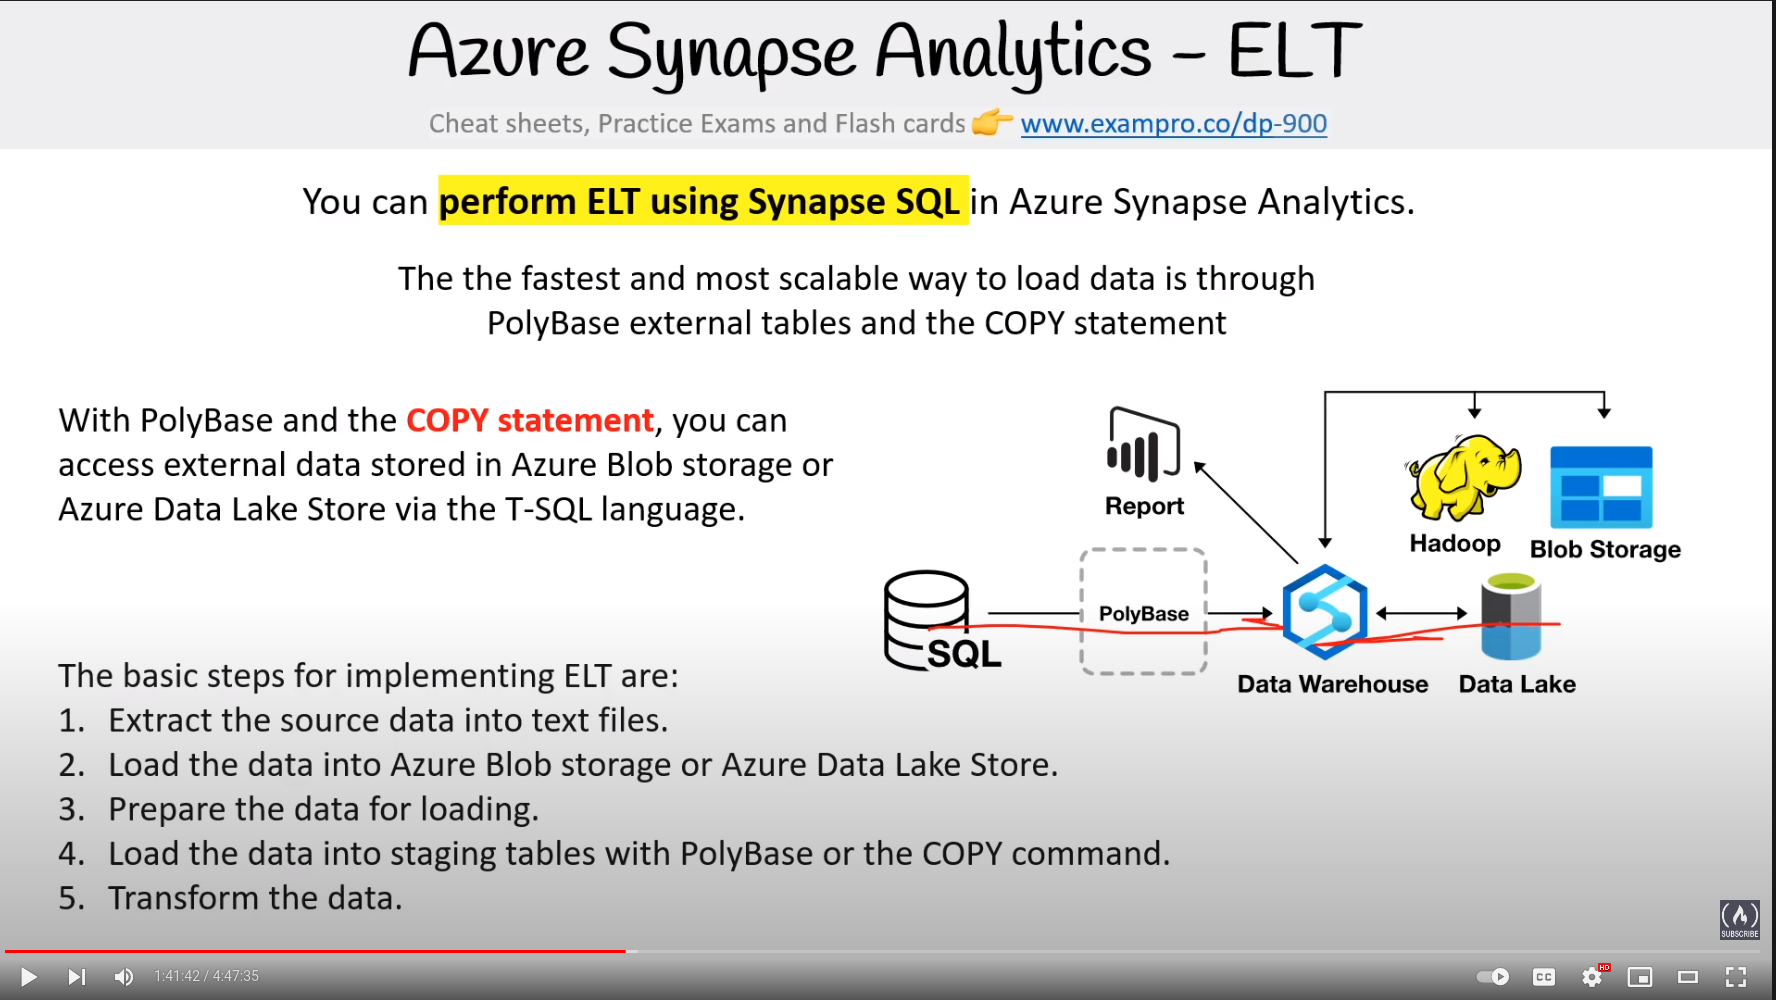 Azure Synapse Analytics - ELT
Cheat sheets, Practice Exams and Flash cards 👉 www.exampro.co/dp-900
You can perform ELT using Synapse SQL in Azure Synapse Analytics.
The the fastest and most scalable way to load data is through
PolyBase external tables and the COPY statement
With PolyBase and the COPY statement, you can
access external data stored in Azure Blob storage or
Azure Data Lake Store via the T-SQL language.
Report
Hadoop
Blob Storage
SQL
PolyBase
Data Warehouse
Data Lake
The basic steps for implementing ELT are:
1. Extract the source data into text files.
2. Load the data into Azure Blob storage or Azure Data Lake Store.
3. Prepare the data for loading.
4. Load the data into staging tables with PolyBase or the COPY command.
5. Transform the data.
SUBSCRIBE
1:41:42 / 4:47:35
CC
HD